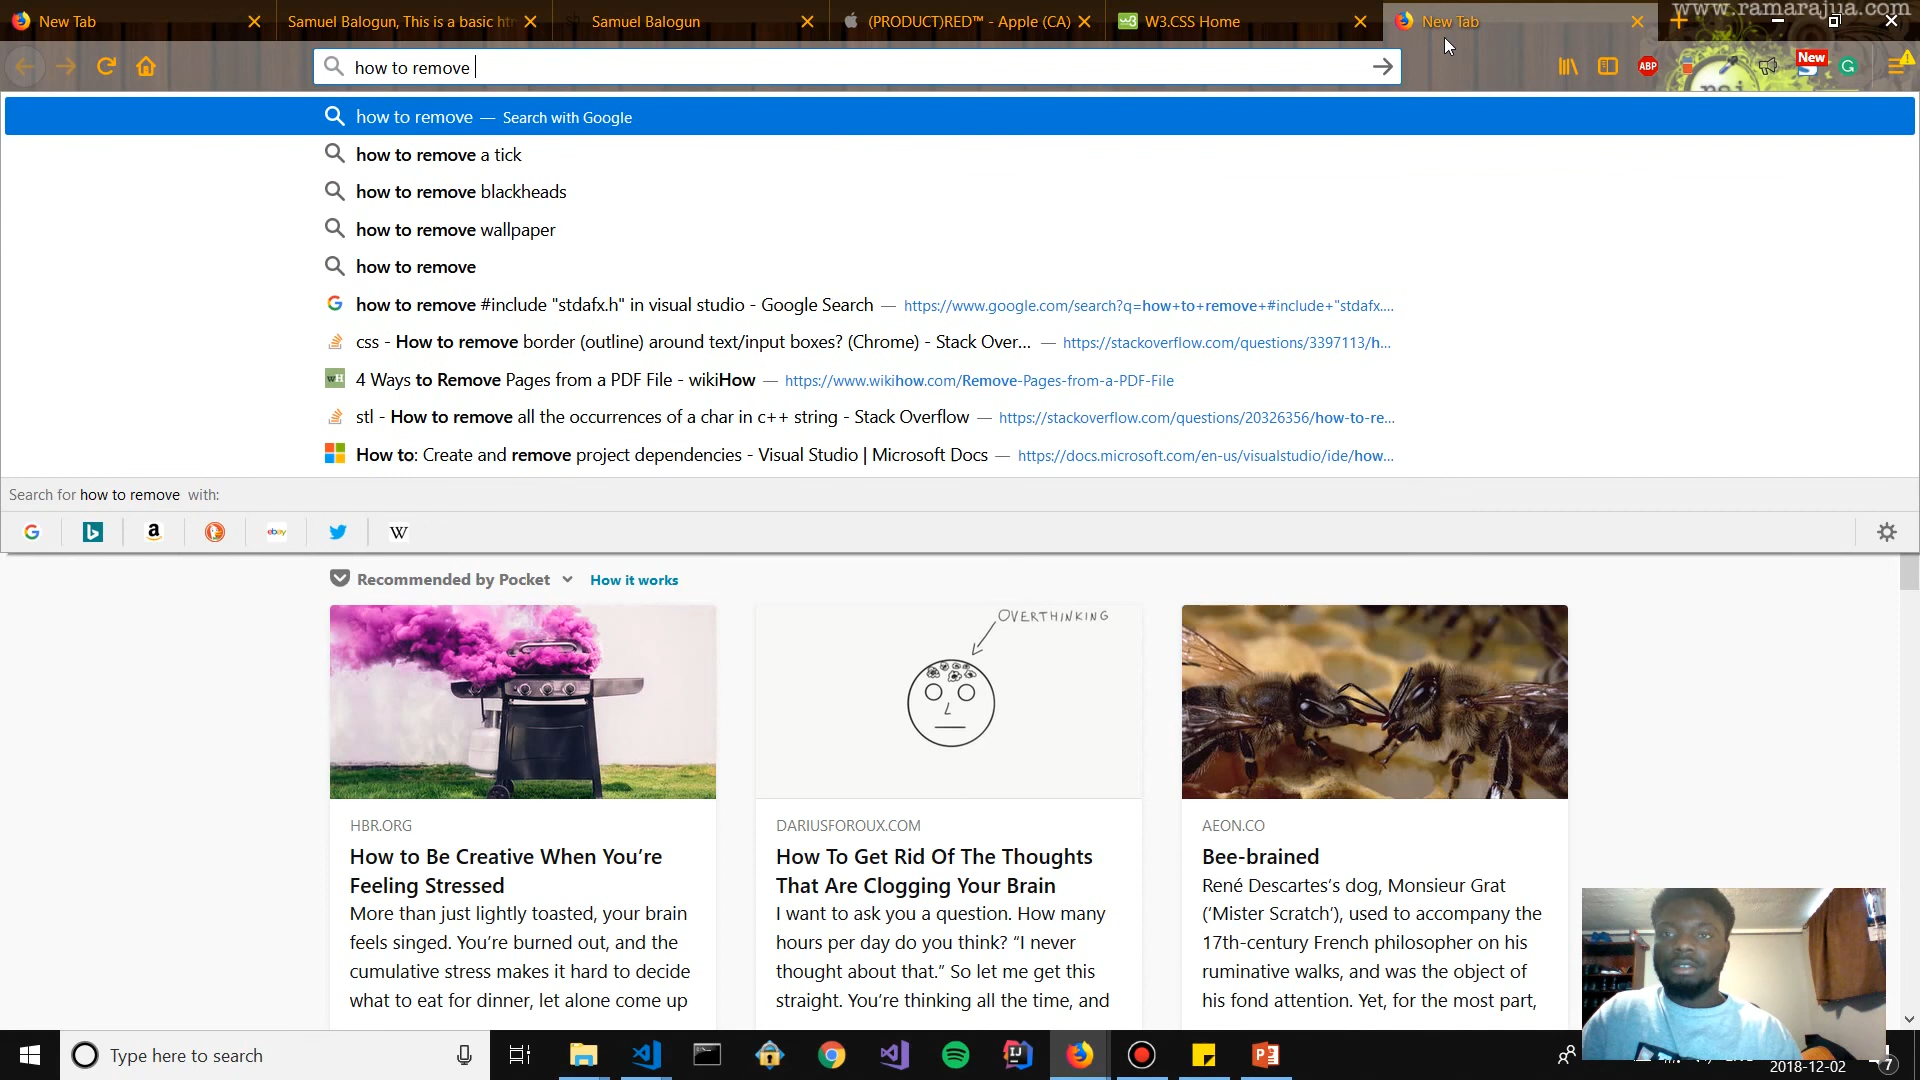 www.ramarajua.com
New Tab
Samuel Balogun, This is a basic ht
Samuel Balogun
(PRODUCT)RED™ - Apple (CA)
W3.CSS Home
New Tab
how to remove
ABP
New
how to remove — Search with Google
how to remove a tick
how to remove blackheads
how to remove wallpaper
how to remove
how to remove #include "stdafx.h" in visual studio - Google Search — https://www.google.com/search?q=how+to+remove+#include+"stdafx....
css - How to remove border (outline) around text/input boxes? (Chrome) - Stack Over... — https://stackoverflow.com/questions/3397113/h...
wH 4 Ways to Remove Pages from a PDF File - wikiHow — https://www.wikihow.com/Remove-Pages-from-a-PDF-File
stl - How to remove all the occurrences of a char in c++ string - Stack Overflow — https://stackoverflow.com/questions/20326356/how-to-re...
How to: Create and remove project dependencies - Visual Studio | Microsoft Docs — https://docs.microsoft.com/en-us/visualstudio/ide/how...
Search for how to remove with:
ebay
Recommended by Pocket How it works
OVERTHINKING
HBR.ORG
How to Be Creative When You're
Feeling Stressed
More than just lightly toasted, your brain
feels singed. You're burned out, and the
cumulative stress makes it hard to decide
what to eat for dinner, let alone come up
DARIUSFOROUX.COM
How To Get Rid Of The Thoughts
That Are Clogging Your Brain
I want to ask you a question. How many
hours per day do you think? "I never
thought about that." So let me get this
straight. You're thinking all the time, and
AEON.CO
Bee-brained
René Descartes's dog, Monsieur Grat
('Mister Scratch'), used to accompany the
17th-century French philosopher on his
ruminative walks, and was the object of
his fond attention. Yet, for the most part,
Type here to search
2018-12-02
7